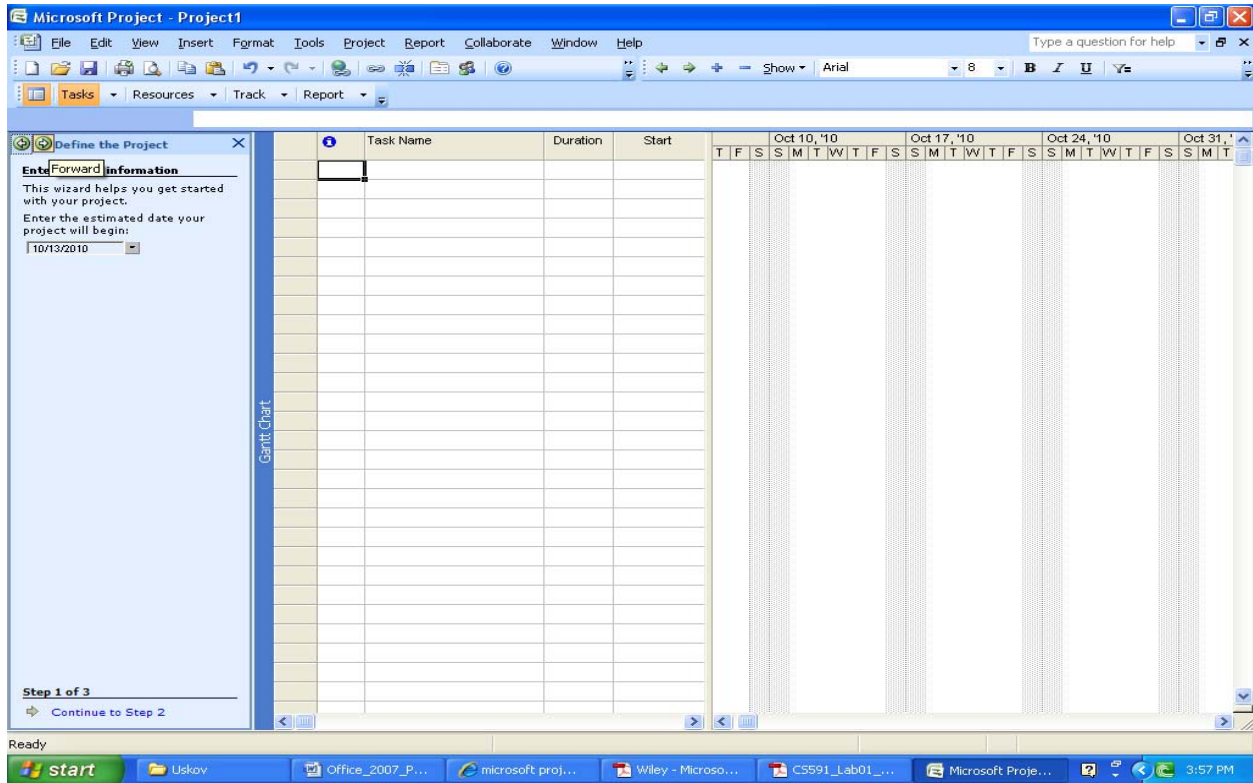 Microsoft Project - Project1
File Edit View Insert Format Tools Project Report Collaborate Window Help Type a question for help
Show Arial 8 B I U
Tasks Resources Track Report
Define the Project
Forward
Ente information
This wizard helps you get started
with your project.
Enter the estimated date your
project will begin:
10/13/2010
Step 1 of 3
Continue to Step 2
Gantt Chart
Task Name Duration Start
Oct 10, '10 Oct 17, '10 Oct 24, '10 Oct 31, '
T F S S M T W T F S S M T W T F S S M T W T F S S M T
Ready
start Uskov Office_2007_P... microsoft proj... Wiley - Microso... CS591_Lab01_... Microsoft Proje... 3:57 PM